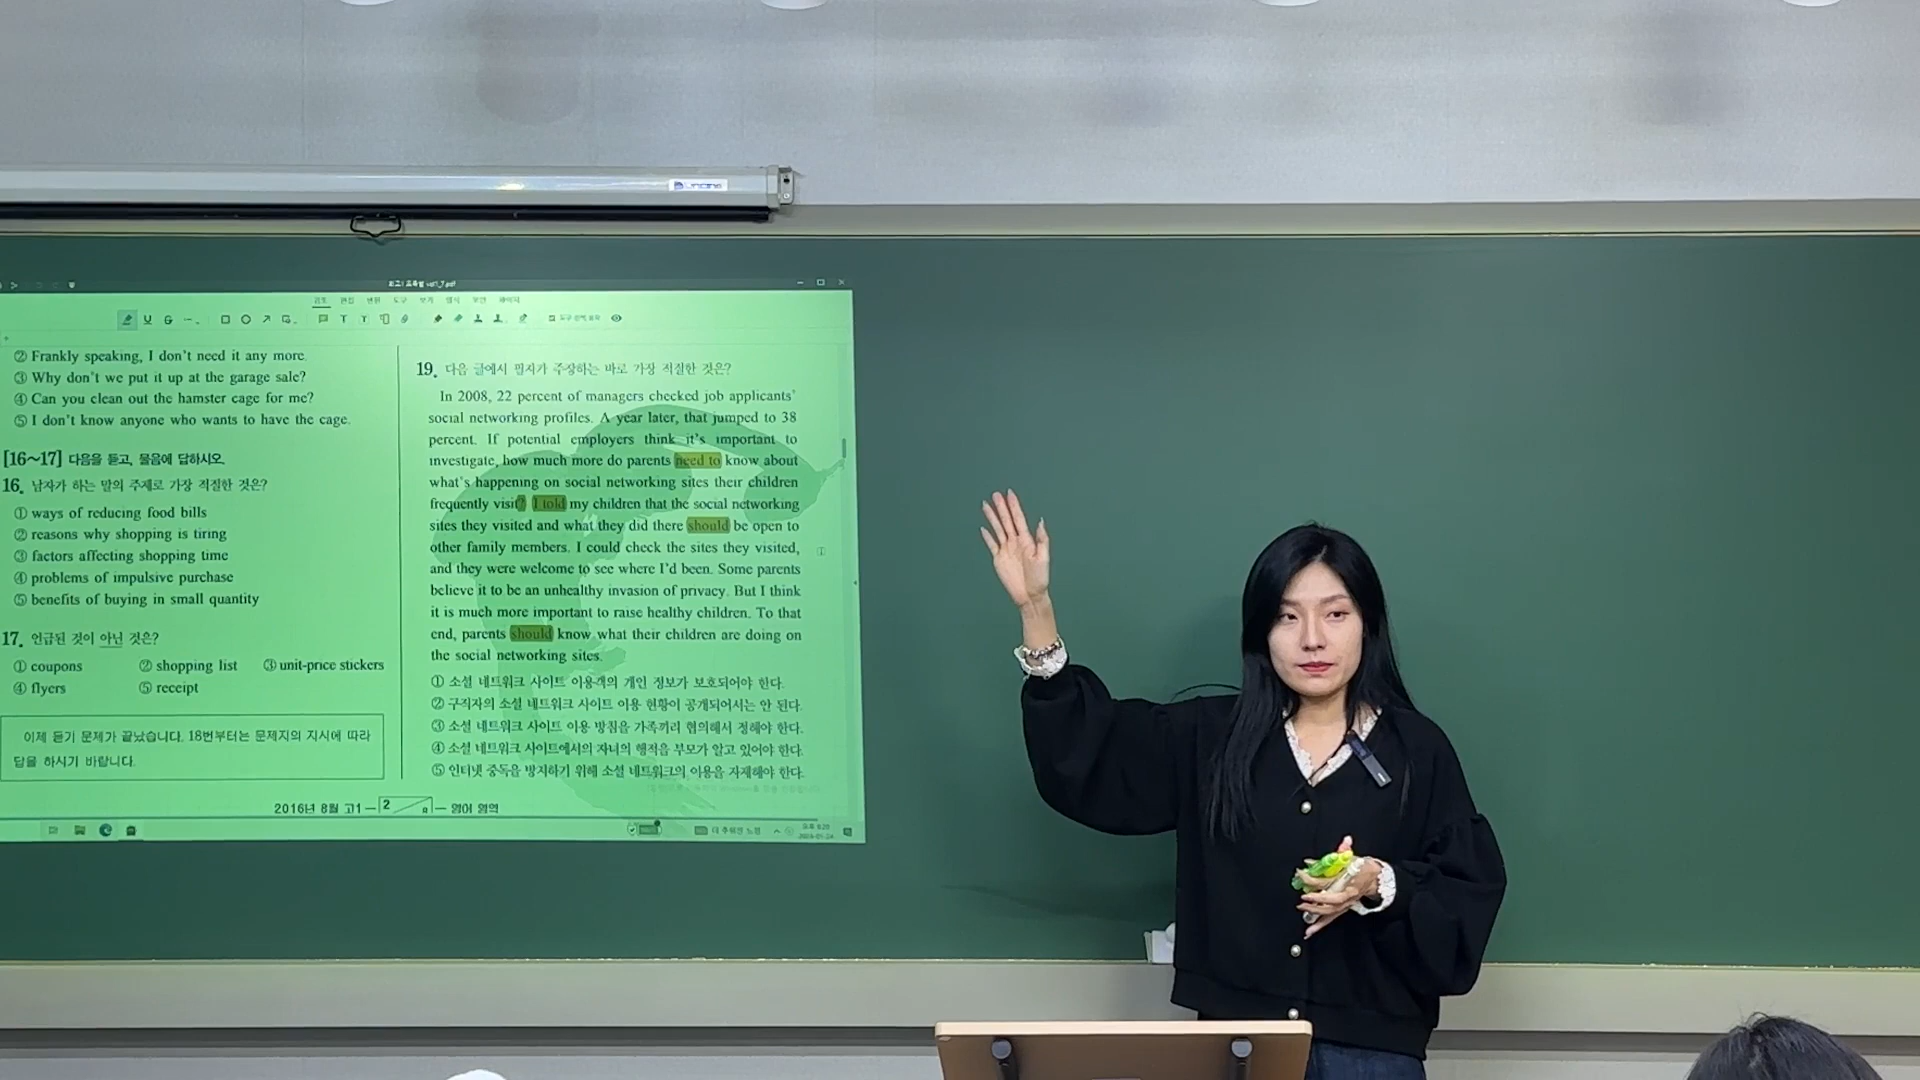 ② Frankly speaking, I don't need it any more.
③ Why don't we put it up at the garage sale?
④ Can you clean out the hamster cage for me?
⑤ I don't know anyone who wants to have the cage.
[16~17] 다음을 듣고, 물음에 답하시오.
16. 남자가 하는 말의 주제로 가장 적절한 것은?
① ways of reducing food bills
② reasons why shopping is tiring
③ factors affecting shopping time
④ problems of impulsive purchase
⑤ benefits of buying in small quantity
17. 언급된 것이 아닌 것은?
① coupons ② shopping list ③ unit-price stickers
④ flyers ⑤ receipt
이제 듣기 문제가 끝났습니다. 18번부터는 문제지의 지시에 따라
답을 하시기 바랍니다.
19. 다음 글에서 필자가 주장하는 바로 가장 적절한 것은?
In 2008, 22 percent of managers checked job applicants'
social networking profiles. A year later, that jumped to 38
percent. If potential employers think it's important to
investigate, how much more do parents need to know about
what's happening on social networking sites their children
frequently visit? I told my children that the social networking
sites they visited and what they did there should be open to
other family members. I could check the sites they visited,
and they were welcome to see where I'd been. Some parents
believe it to be an unhealthy invasion of privacy. But I think
it is much more important to raise healthy children. To that
end, parents should know what their children are doing on
the social networking sites.
① 소셜 네트워크 사이트 이용객의 개인 정보가 보호되어야 한다.
② 구직자의 소셜 네트워크 사이트 이용 현황이 공개되어서는 안 된다.
③ 소셜 네트워크 사이트 이용 방침을 가족끼리 협의해서 정해야 한다.
④ 소셜 네트워크 사이트에서의 자녀의 행적을 부모가 알고 있어야 한다.
⑤ 인터넷 중독을 방지하기 위해 소셜 네트워크의 이용을 자제해야 한다.
2016년 8월 고1 — 2 8 — 영어 영역